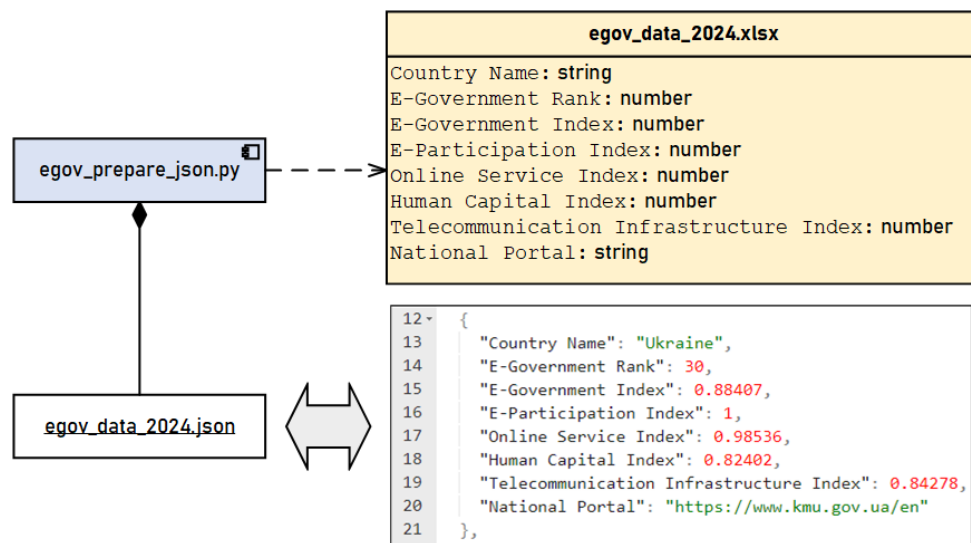 egov_data_2024.xlsx
Country Name: string
E-Government Rank: number
E-Government Index: number
E-Participation Index: number
Online Service Index: number
Human Capital Index: number
Telecommunication Infrastructure Index: number
National Portal: string
egov_prepare_json.py
egov_data_2024.json
12 {
13 "Country Name": "Ukraine",
14 "E-Government Rank": 30,
15 "E-Government Index": 0.88407,
16 "E-Participation Index": 1,
17 "Online Service Index": 0.98536,
18 "Human Capital Index": 0.82402,
19 "Telecommunication Infrastructure Index": 0.84278,
20 "National Portal": "https://www.kmu.gov.ua/en"
21 },